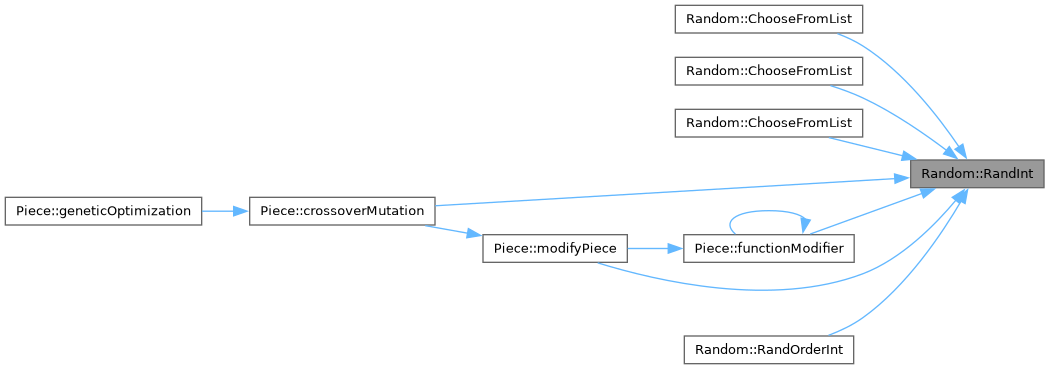 Random::ChooseFromList
Random::ChooseFromList
Random::ChooseFromList
Random::RandInt
Piece::geneticOptimization
Piece::crossoverMutation
Piece::modifyPiece
Piece::functionModifier
Random::RandOrderInt